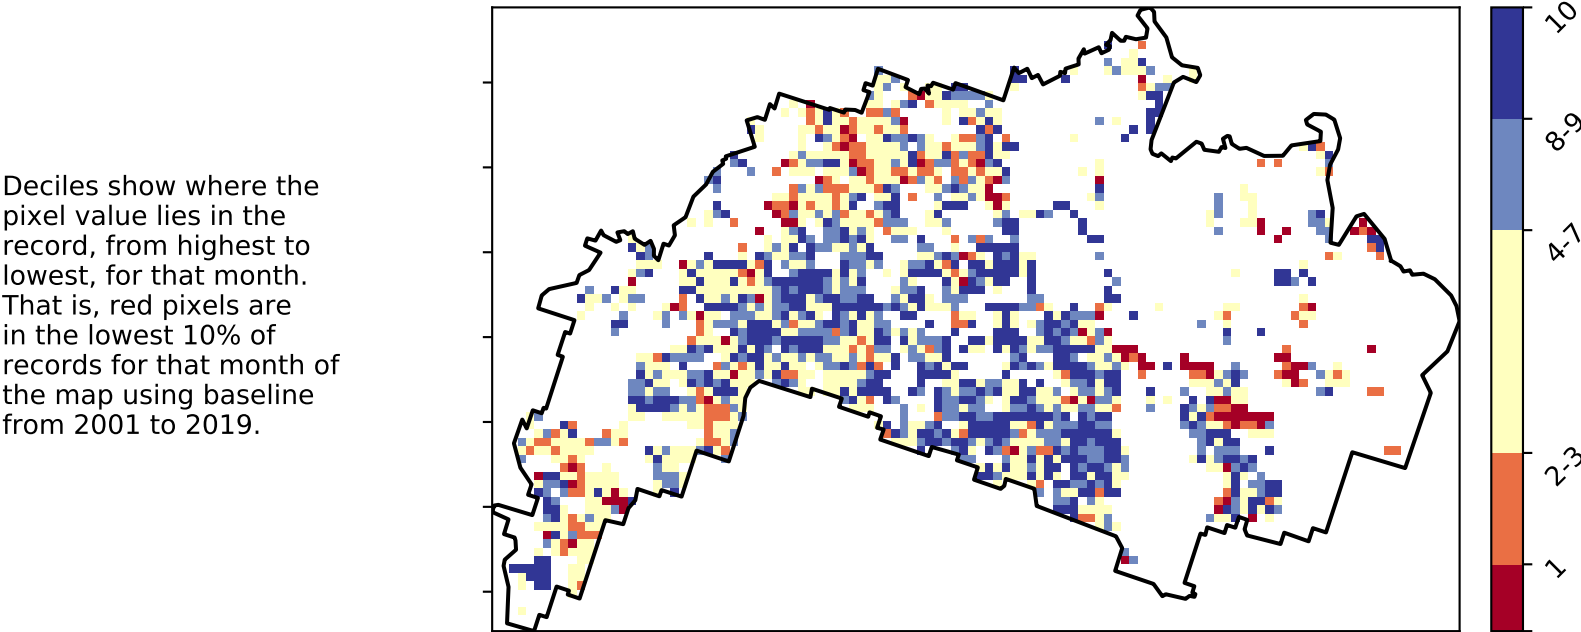 Deciles show where the
pixel value lies in the
record, from highest to
lowest, for that month.
That is, red pixels are
in the lowest 10% of
records for that month of
the map using baseline
from 2001 to 2019.
10
8-9
4-7
2-3
1